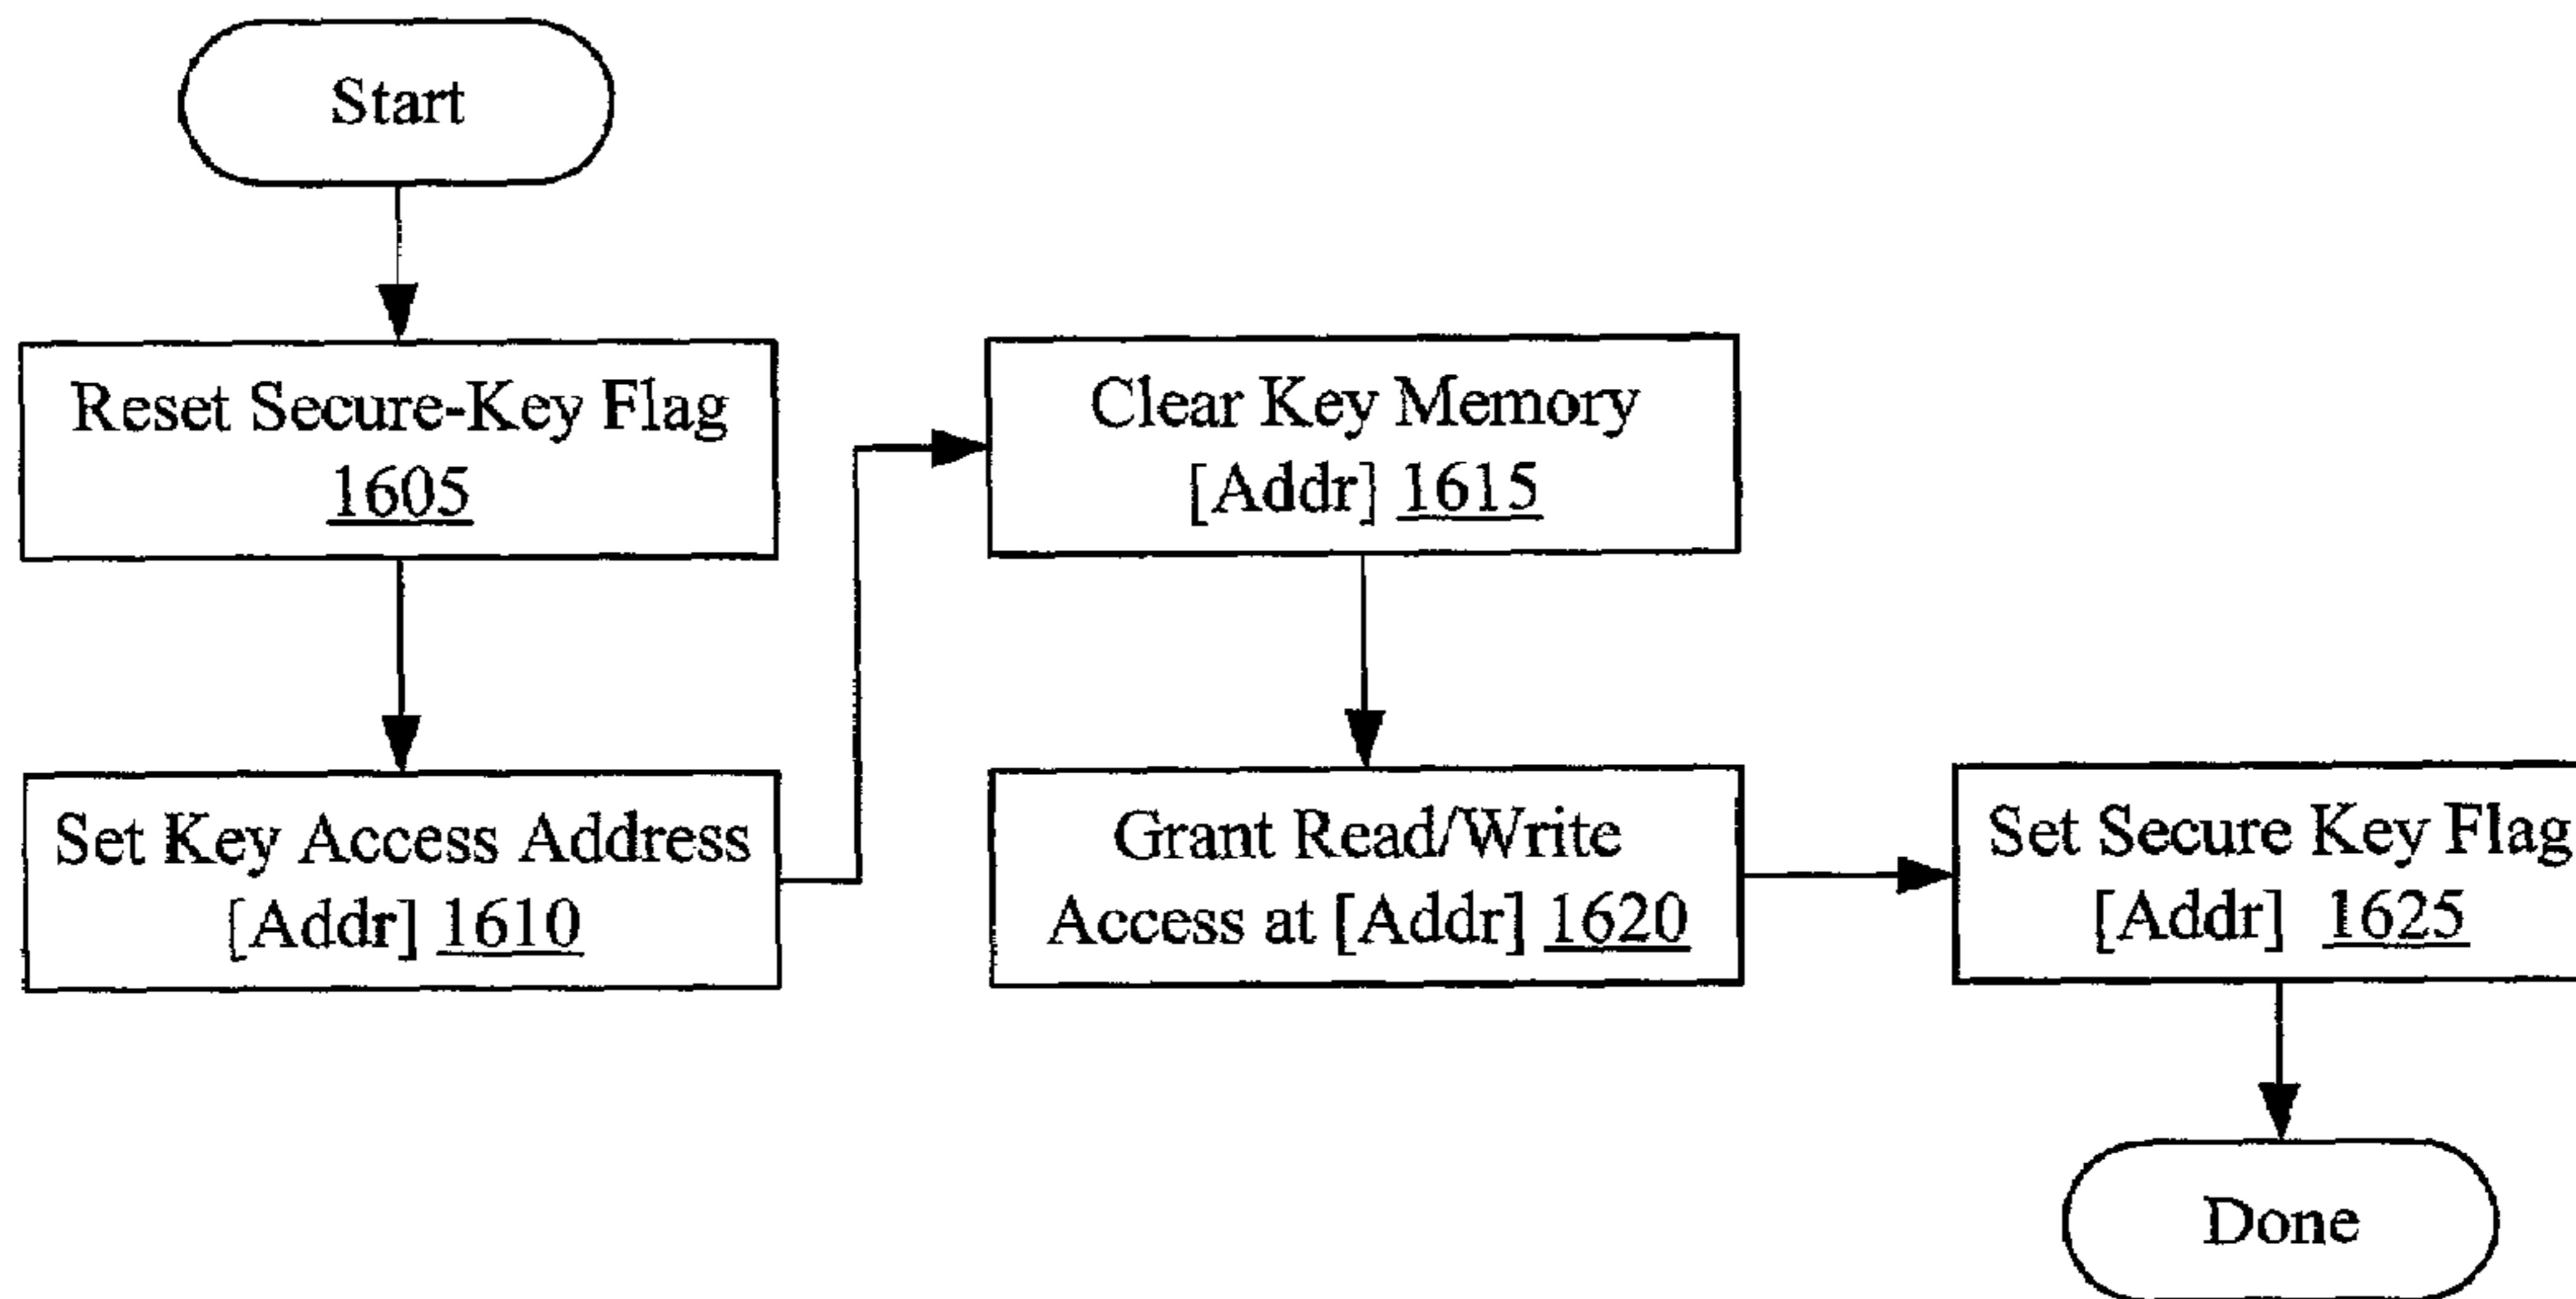 Start
Reset Secure-Key Flag
1605
Set Key Access Address
[Addr] 1610
Clear Key Memory
[Addr] 1615
Grant Read/Write
Access at [Addr] 1620
Set Secure Key Flag
[Addr] 1625
Done